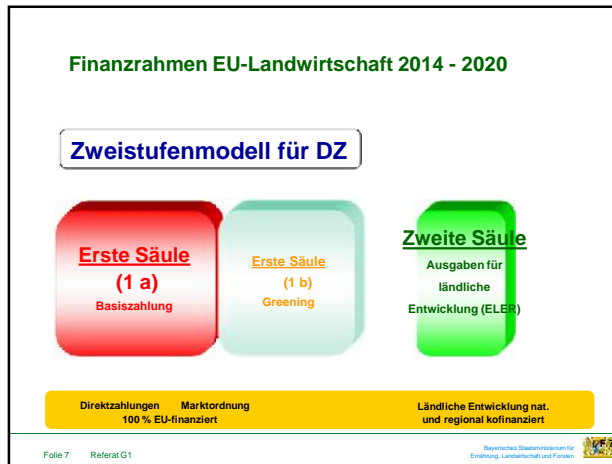 Finanzrahmen EU-Landwirtschaft 2014 - 2020
Zweistufenmodell für DZ
Erste Säule
(1 a)
Basiszahlung
Erste Säule
(1 b)
Greening
Zweite Säule
Ausgaben für
ländliche
Entwicklung (ELER)
Direktzahlungen Marktordnung
100 % EU-finanziert
Ländliche Entwicklung nat.
und regional kofinanziert
Folie 7 Referat G1
Bayerisches Staatsministerium für
Ernährung, Landwirtschaft und Forsten